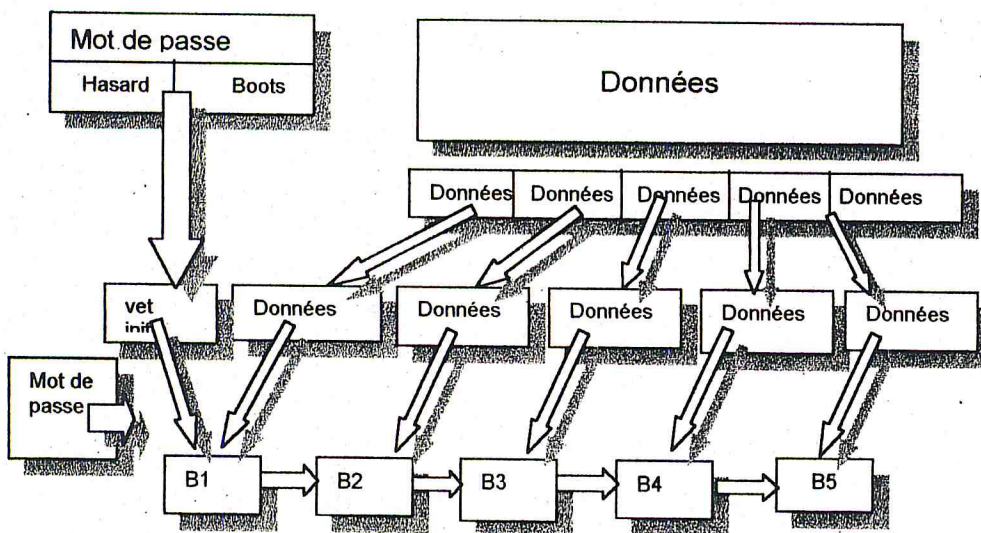 Mot de passe
Hasard Boots
Données
Données Données Données Données Données
vet Données Données Données Données Données
init
Mot de
passe
B1 B2 B3 B4 B5